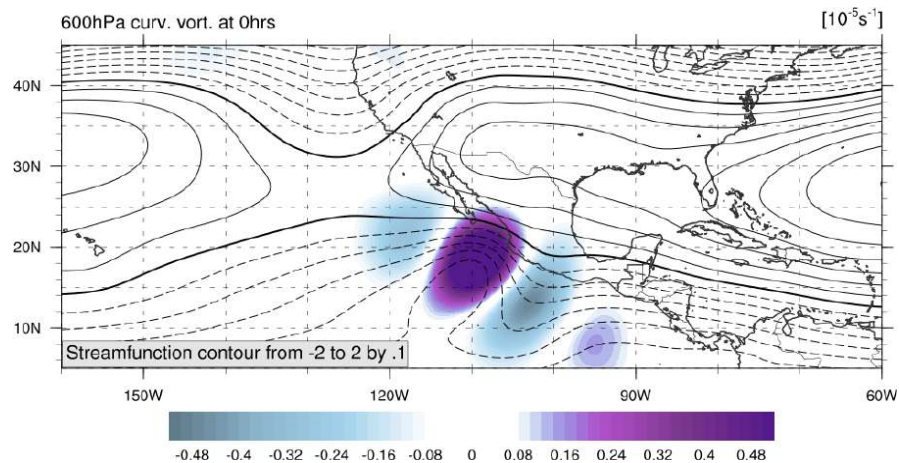 600hPa curv. vort. at 0hrs
[10⁻⁵s⁻¹]
40N
30N
20N
10N
Streamfunction contour from -2 to 2 by .1
150W 120W 90W 60W
-0.48 -0.4 -0.32 -0.24 -0.16 -0.08 0 0.08 0.16 0.24 0.32 0.4 0.48